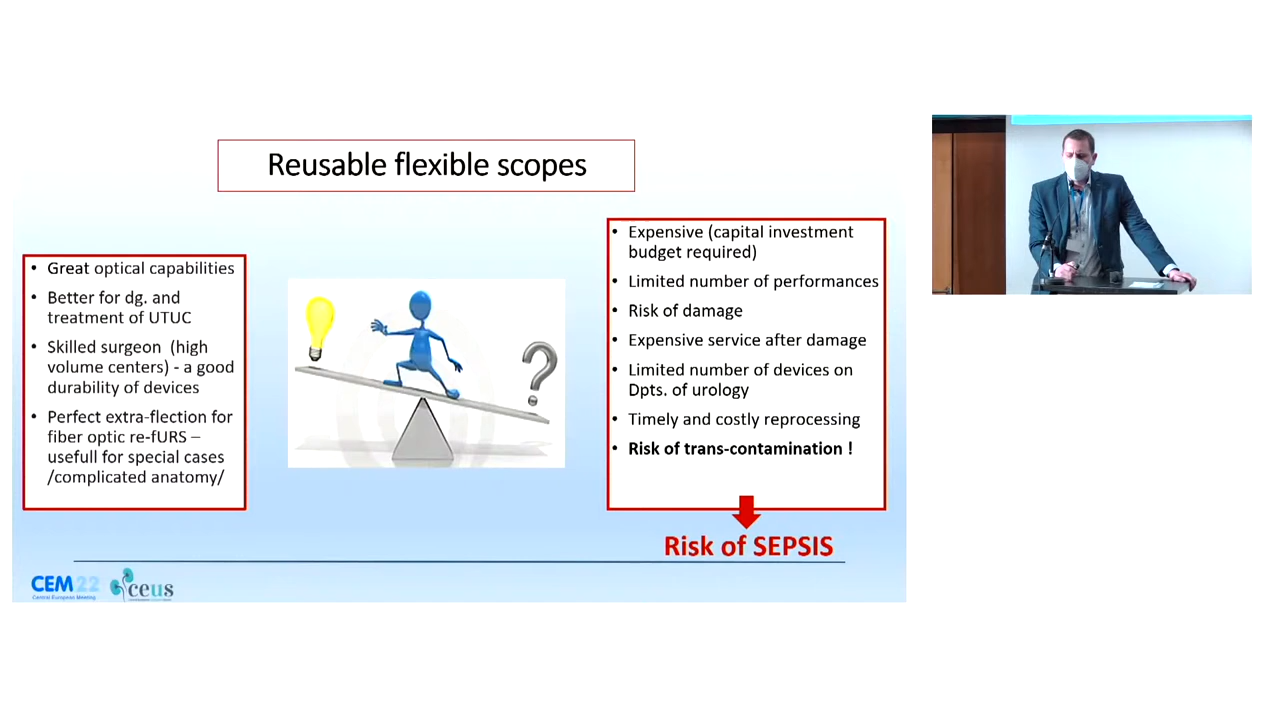 Reusable flexible scopes
• Great optical capabilities
• Better for dg. and
treatment of UTUC
• Skilled surgeon (high
volume centers) - a good
durability of devices
• Perfect extra-flection for
fiber optic re-fURS –
usefull for special cases
/complicated anatomy/
• Expensive (capital investment
budget required)
• Limited number of performances
• Risk of damage
• Expensive service after damage
• Limited number of devices on
Dpts. of urology
• Timely and costly reprocessing
• Risk of trans-contamination !
Risk of SEPSIS
CEM22
Central European Meeting
ceus